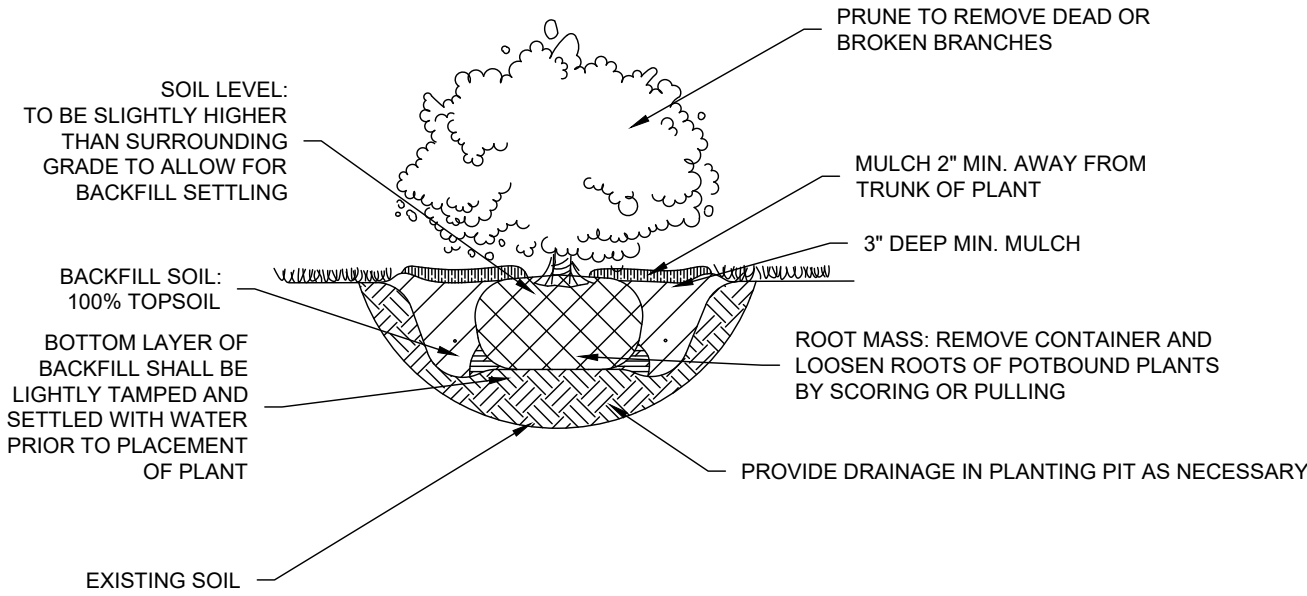 PRUNE TO REMOVE DEAD OR
BROKEN BRANCHES
SOIL LEVEL:
TO BE SLIGHTLY HIGHER
THAN SURROUNDING
GRADE TO ALLOW FOR
BACKFILL SETTLING
MULCH 2" MIN. AWAY FROM
TRUNK OF PLANT
3" DEEP MIN. MULCH
BACKFILL SOIL:
100% TOPSOIL
BOTTOM LAYER OF
BACKFILL SHALL BE
LIGHTLY TAMPED AND
SETTLED WITH WATER
PRIOR TO PLACEMENT
OF PLANT
ROOT MASS: REMOVE CONTAINER AND
LOOSEN ROOTS OF POTBOUND PLANTS
BY SCORING OR PULLING
PROVIDE DRAINAGE IN PLANTING PIT AS NECESSARY
EXISTING SOIL